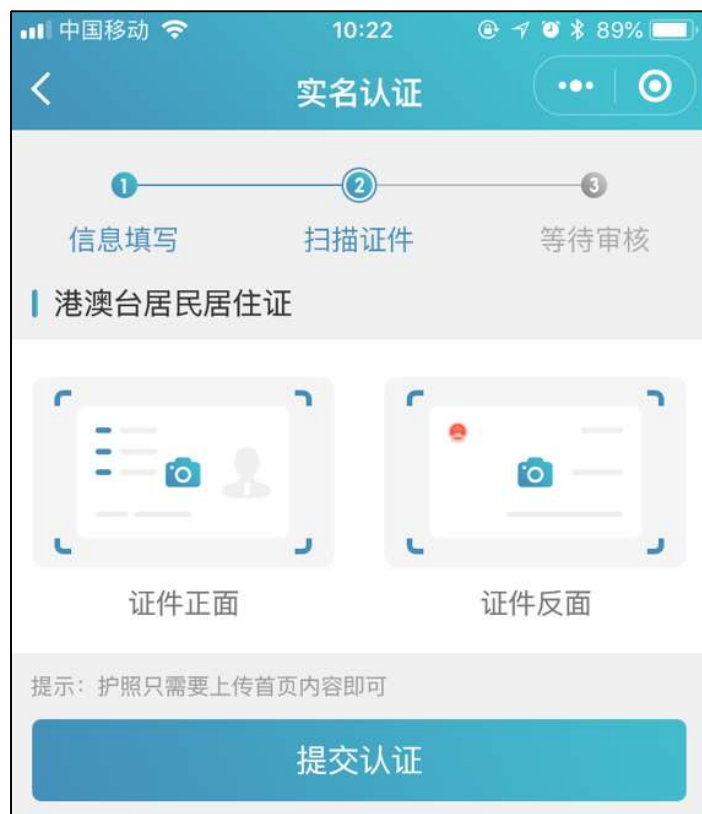 中国移动 10:22 89%
实名认证
1 2 3
信息填写 扫描证件 等待审核
港澳台居民居住证
证件正面 证件反面
提示：护照只需要上传首页内容即可
提交认证